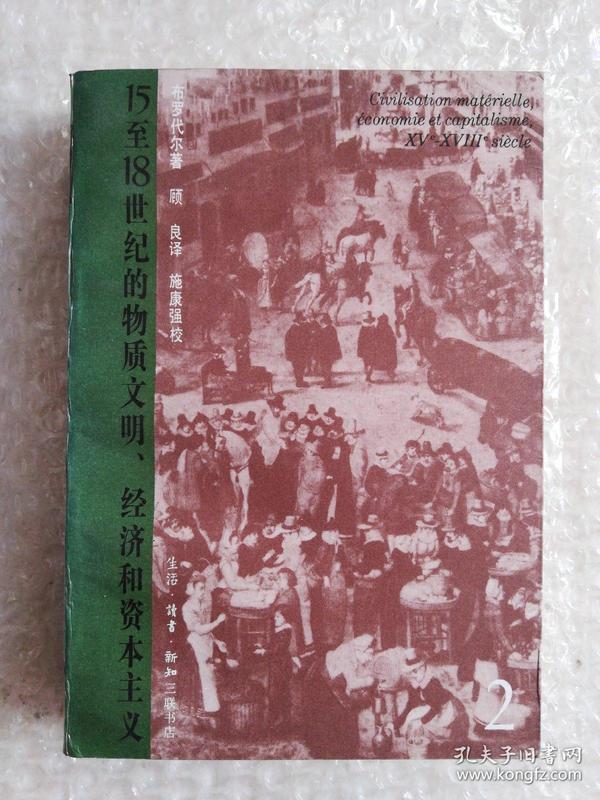 15至18世纪的物质文明、经济和资本主义
布罗代尔著 顾 良译 施康强校
Civilisation matérielle,
économie et capitalisme,
XVe-XVIIIe siècle
生活·讀書·新知三联书店
2
孔夫子旧书网
www.kongfz.com